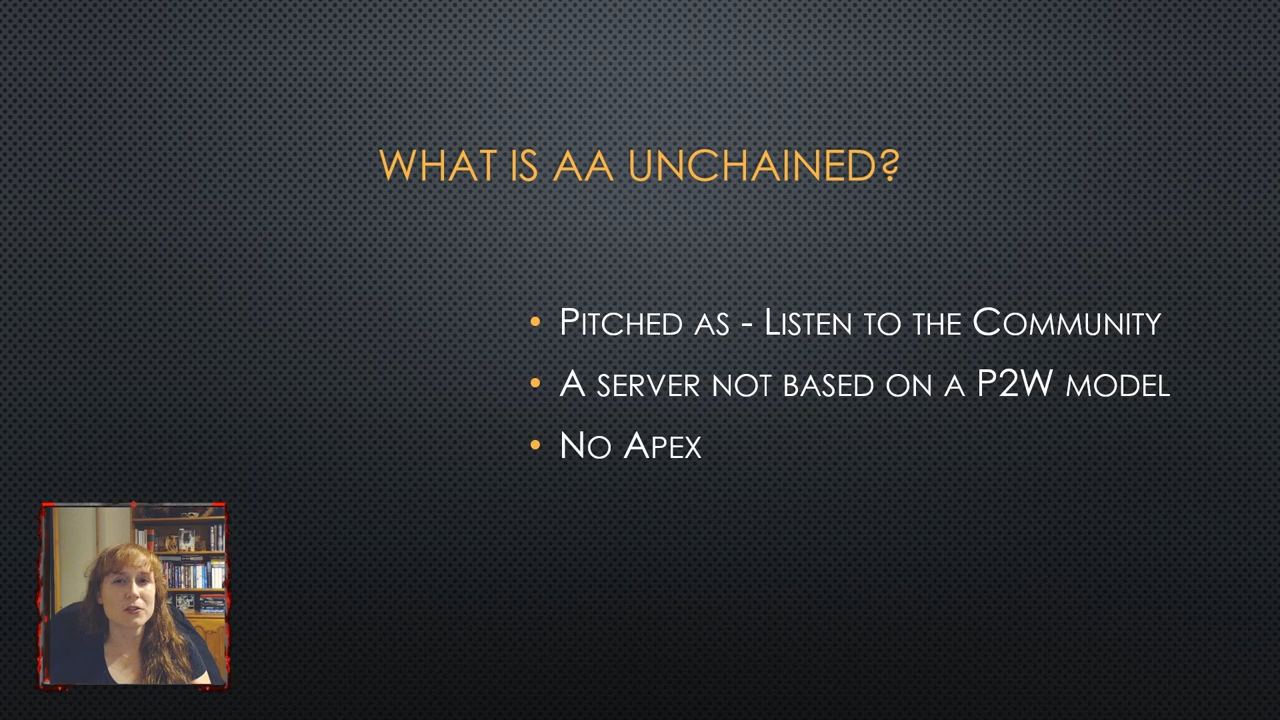 WHAT IS AA UNCHAINED?
• PITCHED AS - LISTEN TO THE COMMUNITY
• A SERVER NOT BASED ON A P2W MODEL
• NO APEX